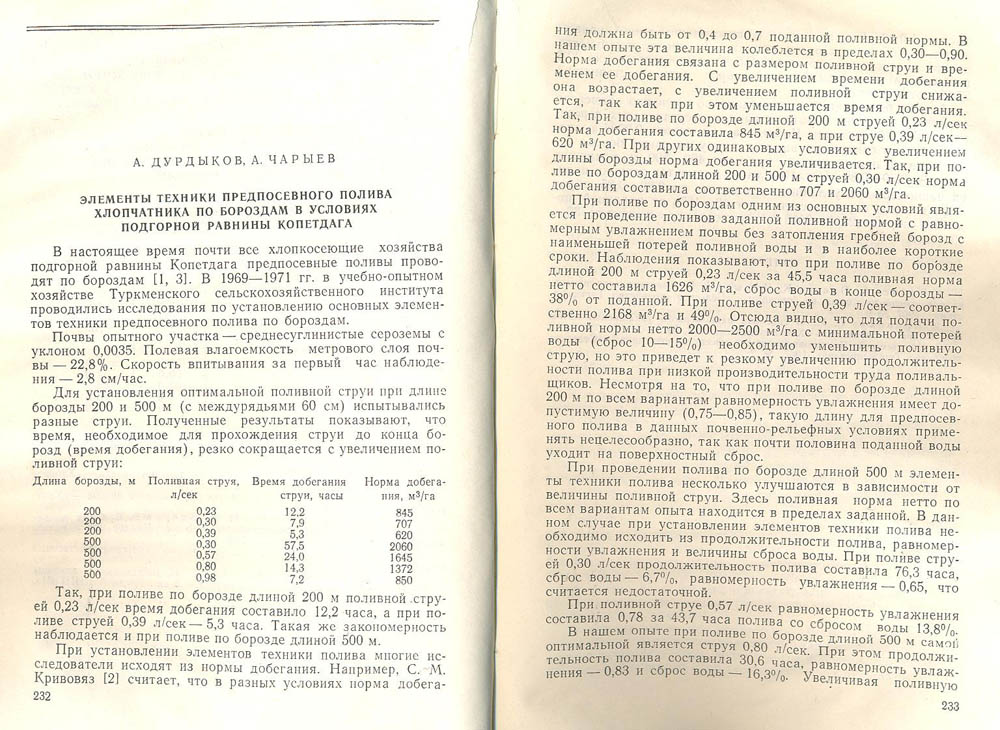 А. ДУРДЫКОВ, А. ЧАРЫЕВ
ЭЛЕМЕНТЫ ТЕХНИКИ ПРЕДПОСЕВНОГО ПОЛИВА
ХЛОПЧАТНИКА ПО БОРОЗДАМ В УСЛОВИЯХ
ПОДГОРНОЙ РАВНИНЫ КОПЕТДАГА
В настоящее время почти все хлопкосеющие хозяйства
подгорной равнины Копетдага предпосевные поливы прово-
дят по бороздам [1, 3]. В 1969—1971 гг. в учебно-опытном
хозяйстве Туркменского сельскохозяйственного института
проводились исследования по установлению основных элемен-
тов техники предпосевного полива по бороздам.
Почвы опытного участка — среднесуглинистые сероземы с
уклоном 0,0035. Полевая влагоемкость метрового слоя поч-
вы — 22,8%. Скорость впитывания за первый час наблюде-
ния — 2,8 см/час.
Для установления оптимальной поливной струи при длине
борозды 200 и 500 м (с междурядьями 60 см) испытывались
разные струи. Полученные результаты показывают, что
время, необходимое для прохождения струи до конца бо-
розд (время добегания), резко сокращается с увеличением по-
ливной струи:
Длина борозды, м Поливная струя, Время добегания Норма добега-
л/сек струи, часы ния, м³/га
200 0,23 12,2 845
200 0,30 7,9 707
200 0,39 5,3 620
500 0,30 57,5 2060
500 0,57 24,0 1645
500 0,80 14,3 1372
500 0,98 7,2 850
Так, при поливе по борозде длиной 200 м поливной стру-
ей 0,23 л/сек время добегания составило 12,2 часа, а при по-
ливе струей 0,39 л/сек — 5,3 часа. Такая же закономерность
наблюдается и при поливе по борозде длиной 500 м.
При установлении элементов техники полива многие ис-
следователи исходят из нормы добегания. Например, С. М.
Кривовяз [2] считает, что в разных условиях норма добега-
232
ния должна быть от 0,4 до 0,7 поданной поливной нормы. В
нашем опыте эта величина колеблется в пределах 0,30—0,90.
Норма добегания связана с размером поливной струи и вре-
менем ее добегания. С увеличением времени добегания
она возрастает, с увеличением поливной струи снижа-
ется, так как при этом уменьшается время добегания.
Так, при поливе по борозде длиной 200 м струей 0,23 л/сек
норма добегания составила 845 м³/га, а при струе 0,39 л/сек—
620 м³/га. При других одинаковых условиях с увеличением
длины борозды норма добегания увеличивается. Так, при по-
ливе по бороздам длиной 200 и 500 м струей 0,30 л/сек норма
добегания составила соответственно 707 и 2060 м³/га.
При поливе по бороздам одним из основных условий явля-
ется проведение поливов заданной поливной нормой с равно-
мерным увлажнением почвы без затопления гребней борозд с
наименьшей потерей поливной воды и в наиболее короткие
сроки. Наблюдения показывают, что при поливе по борозде
длиной 200 м струей 0,23 л/сек за 45,5 часа поливная норма
нетто составила 1626 м³/га, сброс воды в конце борозды —
38% от поданной. При поливе струей 0,39 л/сек — соответ-
ственно 2168 м³/га и 49%. Отсюда видно, что для подачи по-
ливной нормы нетто 2000—2500 м³/га с минимальной потерей
воды (сброс 10—15%) необходимо уменьшить поливную
струю, но это приведет к резкому увеличению продолжитель-
ности полива при низкой производительности труда поливаль-
щиков. Несмотря на то, что при поливе по борозде длиной
200 м по всем вариантам равномерность увлажнения имеет до-
пустимую величину (0,75—0,85), такую длину для предпосев-
ного полива в данных почвенно-рельефных условиях приме-
нять нецелесообразно, так как почти половина поданной воды
уходит на поверхностный сброс.
При проведении полива по борозде длиной 500 м элемен-
ты техники полива несколько улучшаются в зависимости от
величины поливной струи. Здесь поливная норма нетто по
всем вариантам опыта находится в пределах заданной. В дан-
ном случае при установлении элементов техники полива не-
обходимо исходить из продолжительности полива, равномер-
ности увлажнения и величины сброса воды. При поливе стру-
ей 0,30 л/сек продолжительность полива составила 76,3 часа,
сброс воды — 6,7%, равномерность увлажнения — 0,65, что
считается недостаточной.
При поливной струе 0,57 л/сек равномерность увлажнения
составила 0,78 за 43,7 часа полива со сбросом воды 13,8%.
В нашем опыте при поливе по борозде длиной 500 м самой
оптимальной является струя 0,80 л/сек. При этом продолжи-
тельность полива составила 30,6 часа, равномерность увлаж-
нения — 0,83 и сброс воды — 16,3%. Увеличивая поливную
233